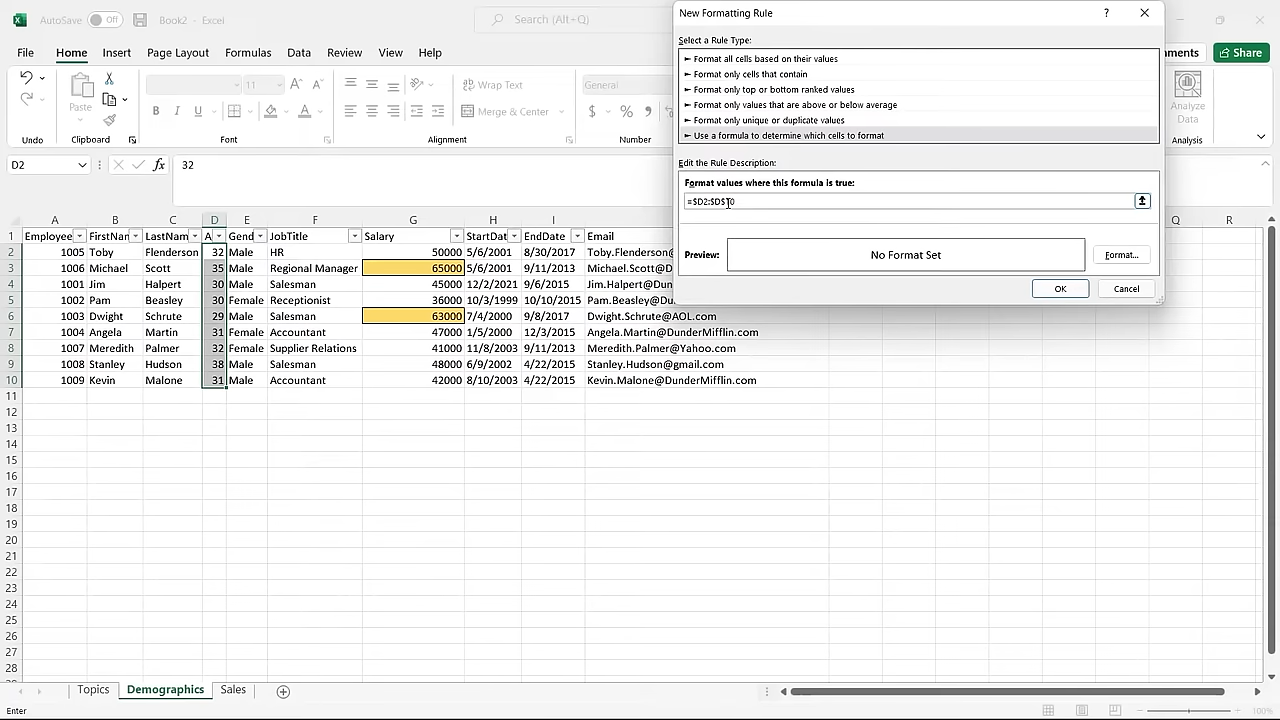 AutoSave Off Book2 - Excel Search (Alt+Q)
New Formatting Rule ?
File Home Insert Page Layout Formulas Data Review View Help
Comments Share
Undo
Paste
Clipboard
11
Font
Wrap Text
Merge & Center
Alignment
General
$ %
Number
Analyze
Data
Analysis
Select a Rule Type:
► Format all cells based on their values
► Format only cells that contain
► Format only top or bottom ranked values
► Format only values that are above or below average
► Format only unique or duplicate values
► Use a formula to determine which cells to format
Edit the Rule Description:
Format values where this formula is true:
Preview: No Format Set Format...
OK Cancel
D2 fx 32
A B C D E F G H I Q R
1 Employee FirstNam LastNam A Gend JobTitle Salary StartDat EndDate Email
2 1005 Toby Flenderson 32 Male HR 50000 5/6/2001 8/30/2017 Toby.Flenderson@
3 1006 Michael Scott 35 Male Regional Manager 65000 5/6/2001 9/11/2013 Michael.Scott@D
4 1001 Jim Halpert 30 Male Salesman 45000 12/2/2021 9/6/2015 Jim.Halpert@Dun
5 1002 Pam Beasley 30 Female Receptionist 36000 10/3/1999 10/10/2015 Pam.Beasley@Du
6 1003 Dwight Schrute 29 Male Salesman 63000 7/4/2000 9/8/2017 Dwight.Schrute@AOL.com
7 1004 Angela Martin 31 Female Accountant 47000 1/5/2000 12/3/2015 Angela.Martin@DunderMifflin.com
8 1007 Meredith Palmer 32 Female Supplier Relations 41000 11/8/2003 9/11/2013 Meredith.Palmer@Yahoo.com
9 1008 Stanley Hudson 38 Male Salesman 48000 6/9/2002 4/22/2015 Stanley.Hudson@gmail.com
10 1009 Kevin Malone 31 Male Accountant 42000 8/10/2003 4/22/2015 Kevin.Malone@DunderMifflin.com
11
12
13
14
15
16
17
18
19
20
21
22
23
24
25
26
27
28
Topics Demographics Sales
Enter 100%